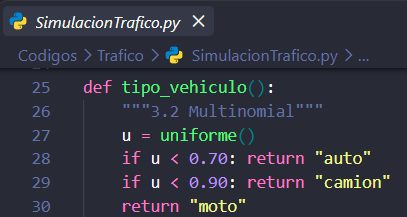 SimulacionTrafico.py ×
Codigos > Trafico > SimulacionTrafico.py > ...
25 def tipo_vehiculo():
26 """3.2 Multinomial"""
27 u = uniforme()
28 if u < 0.70: return "auto"
29 if u < 0.90: return "camion"
30 return "moto"